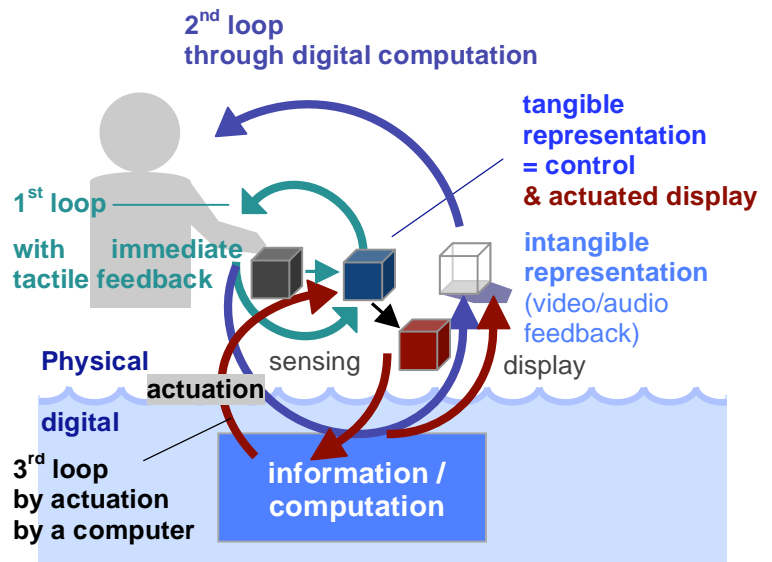 2nd loop
through digital computation
tangible
representation
= control
& actuated display
1st loop
with immediate
tactile feedback
intangible
representation
(video/audio
feedback)
Physical
sensing
display
actuation
digital
3rd loop
by actuation
by a computer
information /
computation